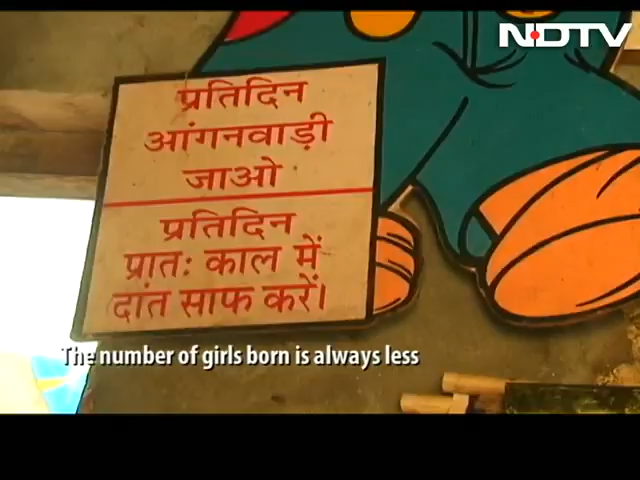 NDTV
प्रतिदिन
आंगनवाड़ी
जाओ
प्रतिदिन
प्रातः काल में
दांत साफ करें।
The number of girls born is always less